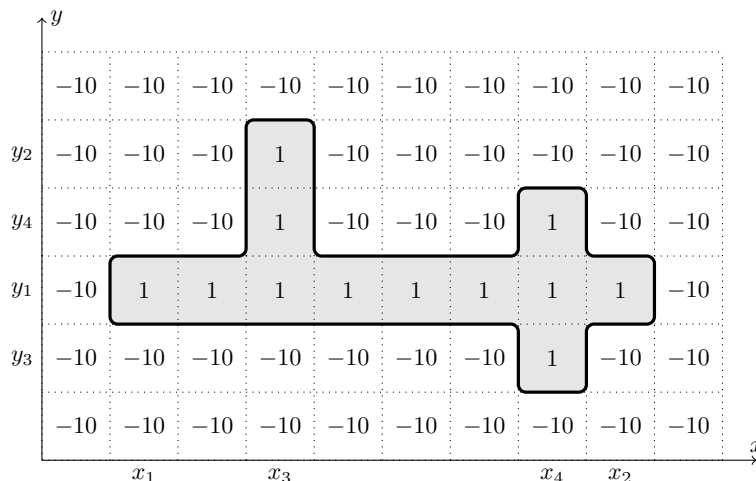 y
−10 −10 −10 −10 −10 −10 −10 −10 −10 −10
y₂ −10 −10 −10 1 −10 −10 −10 −10 −10 −10
y₄ −10 −10 −10 1 −10 −10 −10 1 −10 −10
y₁ −10 1 1 1 1 1 1 1 1 −10
y₃ −10 −10 −10 −10 −10 −10 −10 1 −10 −10
−10 −10 −10 −10 −10 −10 −10 −10 −10 −10
x
x₁ x₃ x₄ x₂